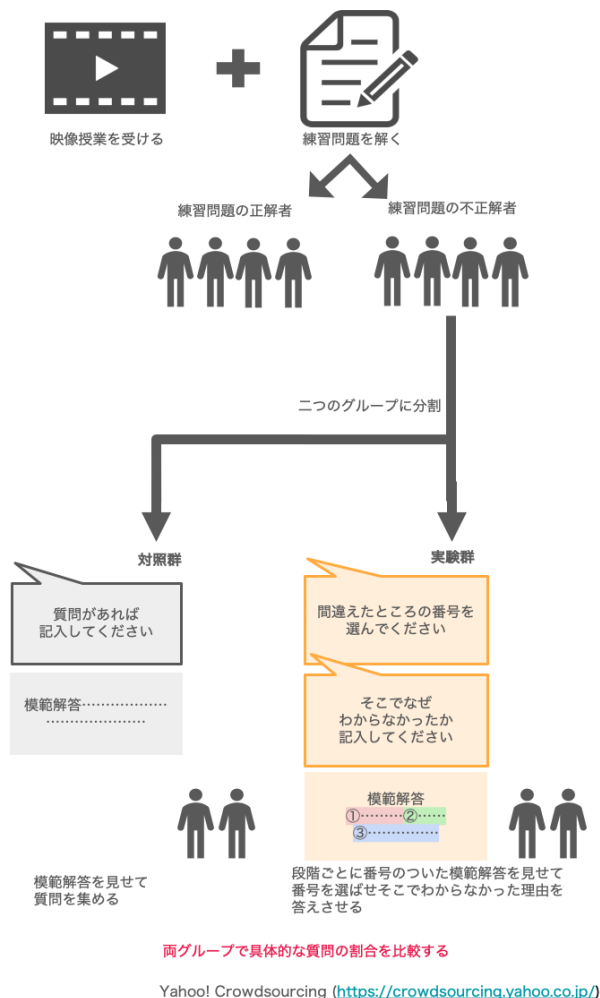 映像授業を受ける
練習問題を解く
練習問題の正解者
練習問題の不正解者
二つのグループに分割
対照群
質問があれば
記入してください
模範解答………………
…………………
模範解答を見せて
質問を集める
実験群
間違えたところの番号を
選んでください
そこでなぜ
わからなかったか
記入してください
模範解答
①………②……
③……………
段階ごとに番号のついた模範解答を見せて
番号を選ばせそこでわからなかった理由を
答えさせる
両グループで具体的な質問の割合を比較する
Yahoo! Crowdsourcing (https://crowdsourcing.yahoo.co.jp/)